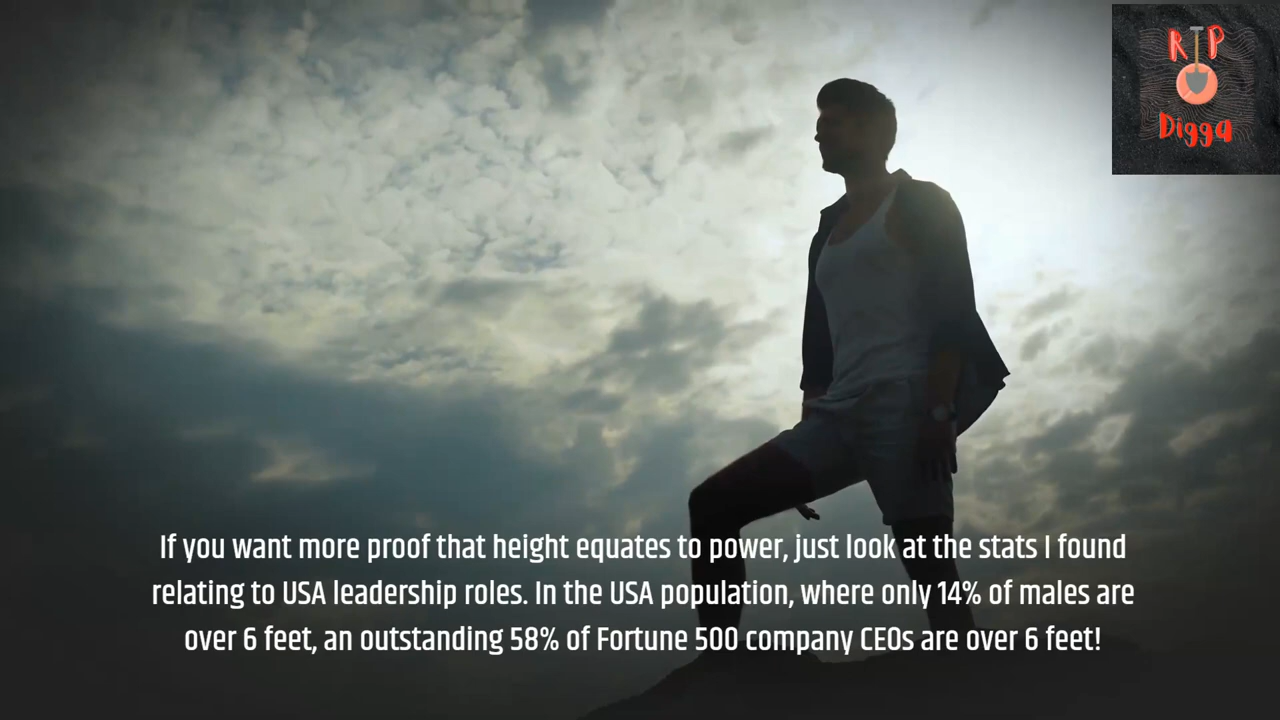 R P
Digga
If you want more proof that height equates to power, just look at the stats I found
relating to USA leadership roles. In the USA population, where only 14% of males are
over 6 feet, an outstanding 58% of Fortune 500 company CEOs are over 6 feet!